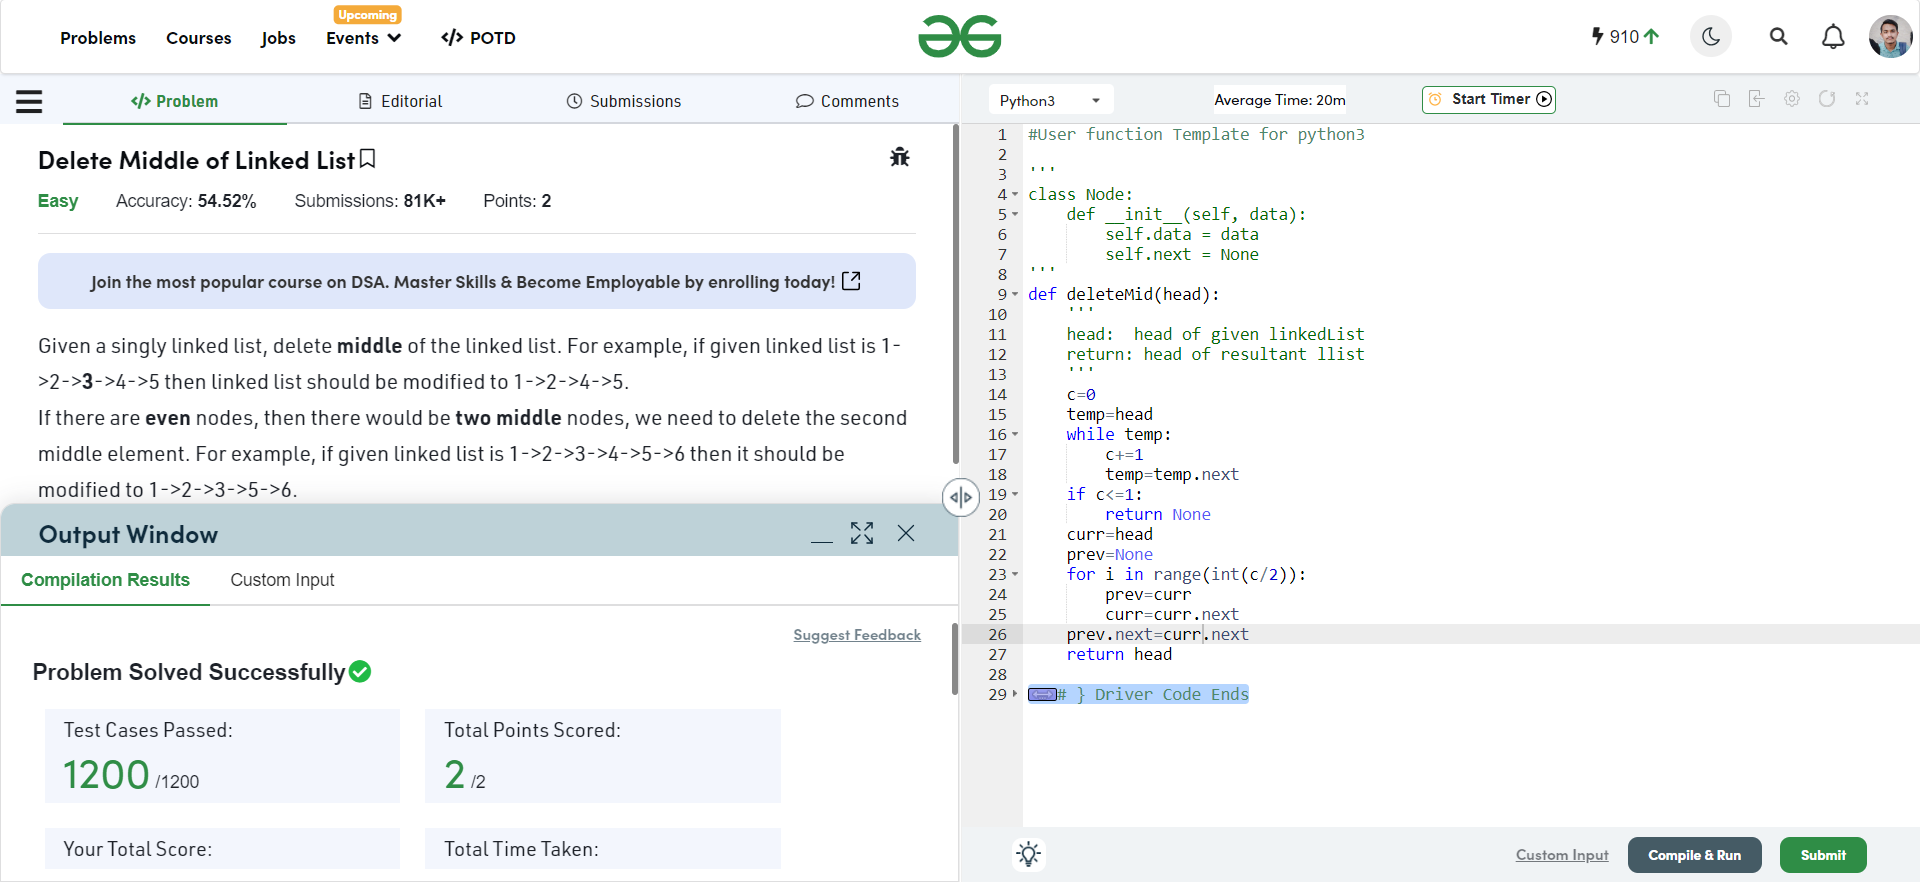 Problems
Courses
Jobs
Upcoming
Events
</> POTD
910
</> Problem
Editorial
Submissions
Comments
Delete Middle of Linked List
Easy
Accuracy: 54.52%
Submissions: 81K+
Points: 2
Join the most popular course on DSA. Master Skills & Become Employable by enrolling today!
Given a singly linked list, delete middle of the linked list. For example, if given linked list is 1-
>2->3->4->5 then linked list should be modified to 1->2->4->5.
If there are even nodes, then there would be two middle nodes, we need to delete the second
middle element. For example, if given linked list is 1->2->3->4->5->6 then it should be
modified to 1->2->3->5->6.
Output Window
Compilation Results
Custom Input
Suggest Feedback
Problem Solved Successfully
Test Cases Passed:
1200 /1200
Total Points Scored:
2 /2
Your Total Score:
Total Time Taken:
Python3
Average Time: 20m
Start Timer
1 #User function Template for python3
2
3 '''
4 class Node:
5     def __init__(self, data):
6         self.data = data
7         self.next = None
8 '''
9 def deleteMid(head):
10     '''
11     head:  head of given linkedList
12     return: head of resultant llist
13     '''
14     c=0
15     temp=head
16     while temp:
17         c+=1
18         temp=temp.next
19     if c<=1:
20         return None
21     curr=head
22     prev=None
23     for i in range(int(c/2)):
24         prev=curr
25         curr=curr.next
26     prev.next=curr.next
27     return head
28
29 # } Driver Code Ends
Custom Input
Compile & Run
Submit